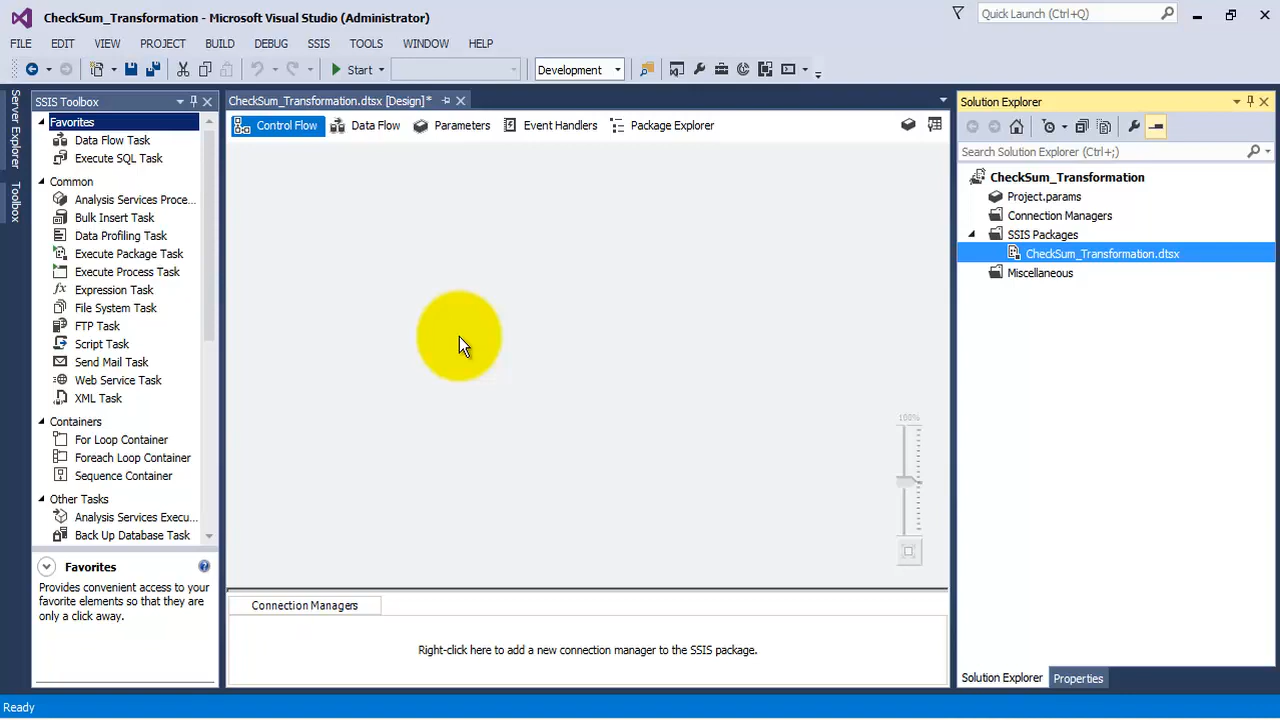 CheckSum_Transformation - Microsoft Visual Studio (Administrator)
Quick Launch (Ctrl+Q)
FILE EDIT VIEW PROJECT BUILD DEBUG SSIS TOOLS WINDOW HELP
Start Development
Server Explorer
Toolbox
SSIS Toolbox
Favorites
Data Flow Task
Execute SQL Task
Common
Analysis Services Proce...
Bulk Insert Task
Data Profiling Task
Execute Package Task
Execute Process Task
Expression Task
File System Task
FTP Task
Script Task
Send Mail Task
Web Service Task
XML Task
Containers
For Loop Container
Foreach Loop Container
Sequence Container
Other Tasks
Analysis Services Execu...
Back Up Database Task
Favorites
Provides convenient access to your
favorite elements so that they are
only a click away.
CheckSum_Transformation.dtsx [Design]*
Control Flow Data Flow Parameters Event Handlers Package Explorer
100%
Connection Managers
Right-click here to add a new connection manager to the SSIS package.
Solution Explorer
Search Solution Explorer (Ctrl+;)
CheckSum_Transformation
Project.params
Connection Managers
SSIS Packages
CheckSum_Transformation.dtsx
Miscellaneous
Solution Explorer Properties
Ready